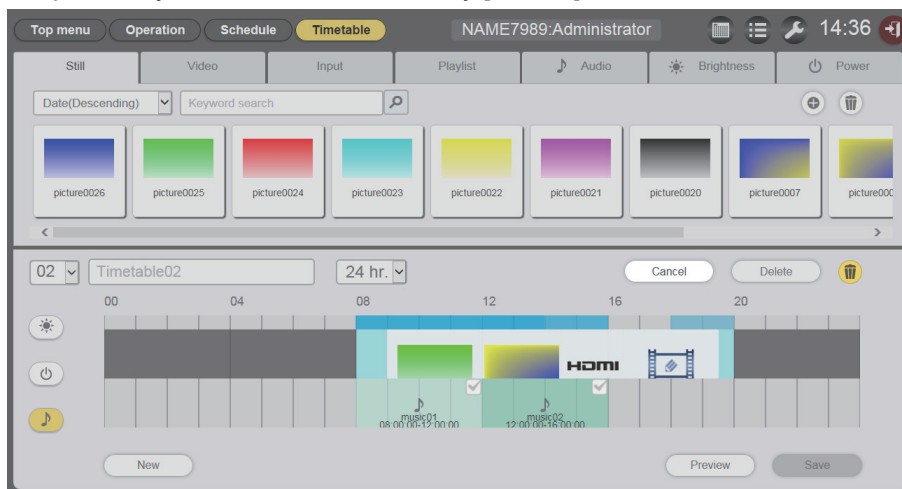 Top menu Operation Schedule Timetable NAME7989:Administrator 14:36
Still Video Input Playlist Audio Brightness Power
Date(Descending) Keyword search
picture0026 picture0025 picture0024 picture0023 picture0022 picture0021 picture0020 picture0007 picture000
02 Timetable02 24 hr. Cancel Delete
00 04 08 12 16 20
HDMI
music01 music02
08:00:00-12:00:00 12:00:00-16:00:00
New Preview Save